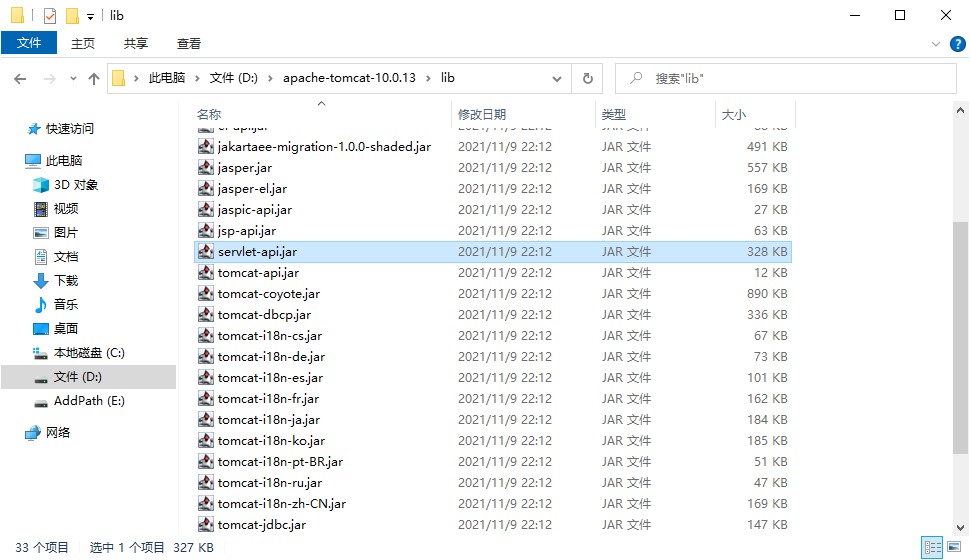 lib
文件 主页 共享 查看
此电脑 文件 (D:) apache-tomcat-10.0.13 lib 搜索"lib"
名称 修改日期 类型 大小
快速访问
此电脑
3D 对象
视频
图片
文档
下载
音乐
桌面
本地磁盘 (C:)
文件 (D:)
AddPath (E:)
网络
el-api.jar 2021/11/9 22:12 JAR 文件
jakartaee-migration-1.0.0-shaded.jar 2021/11/9 22:12 JAR 文件 491 KB
jasper.jar 2021/11/9 22:12 JAR 文件 557 KB
jasper-el.jar 2021/11/9 22:12 JAR 文件 169 KB
jaspic-api.jar 2021/11/9 22:12 JAR 文件 27 KB
jsp-api.jar 2021/11/9 22:12 JAR 文件 63 KB
servlet-api.jar 2021/11/9 22:12 JAR 文件 328 KB
tomcat-api.jar 2021/11/9 22:12 JAR 文件 12 KB
tomcat-coyote.jar 2021/11/9 22:12 JAR 文件 890 KB
tomcat-dbcp.jar 2021/11/9 22:12 JAR 文件 336 KB
tomcat-i18n-cs.jar 2021/11/9 22:12 JAR 文件 67 KB
tomcat-i18n-de.jar 2021/11/9 22:12 JAR 文件 73 KB
tomcat-i18n-es.jar 2021/11/9 22:12 JAR 文件 101 KB
tomcat-i18n-fr.jar 2021/11/9 22:12 JAR 文件 162 KB
tomcat-i18n-ja.jar 2021/11/9 22:12 JAR 文件 184 KB
tomcat-i18n-ko.jar 2021/11/9 22:12 JAR 文件 185 KB
tomcat-i18n-pt-BR.jar 2021/11/9 22:12 JAR 文件 51 KB
tomcat-i18n-ru.jar 2021/11/9 22:12 JAR 文件 47 KB
tomcat-i18n-zh-CN.jar 2021/11/9 22:12 JAR 文件 169 KB
tomcat-jdbc.jar 2021/11/9 22:12 JAR 文件 147 KB
33 个项目 选中 1 个项目 327 KB